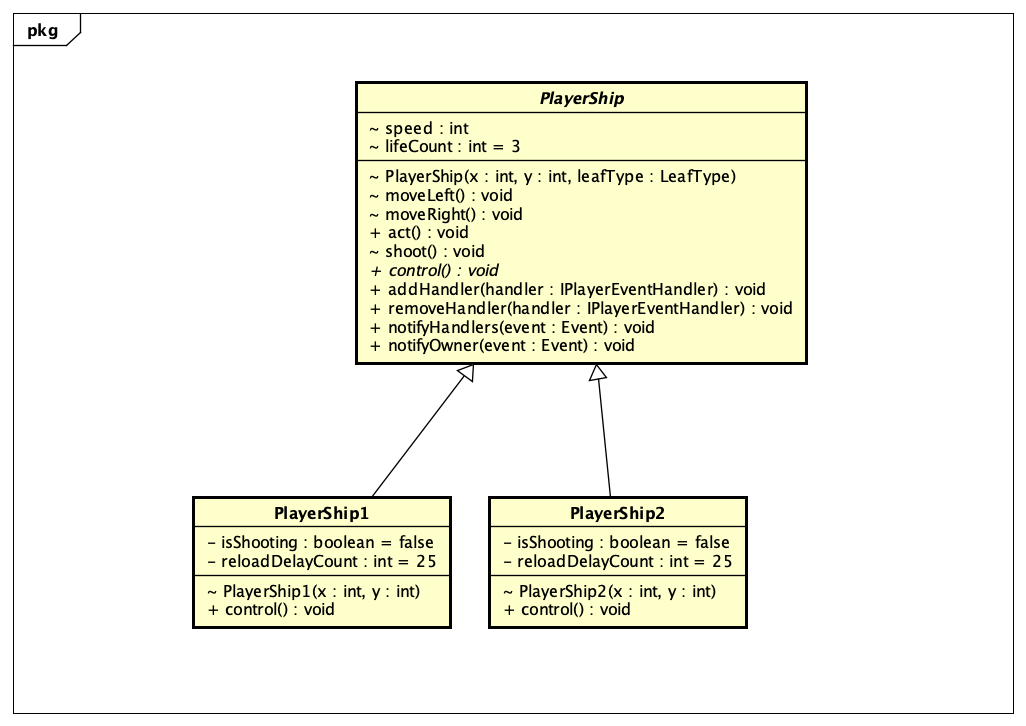 pkg
PlayerShip
~ speed : int
~ lifeCount : int = 3
~ PlayerShip(x : int, y : int, leafType : LeafType)
~ moveLeft() : void
~ moveRight() : void
+ act() : void
~ shoot() : void
+ control() : void
+ addHandler(handler : IPlayerEventHandler) : void
+ removeHandler(handler : IPlayerEventHandler) : void
+ notifyHandlers(event : Event) : void
+ notifyOwner(event : Event) : void
PlayerShip1
- isShooting : boolean = false
- reloadDelayCount : int = 25
~ PlayerShip1(x : int, y : int)
+ control() : void
PlayerShip2
- isShooting : boolean = false
- reloadDelayCount : int = 25
~ PlayerShip2(x : int, y : int)
+ control() : void